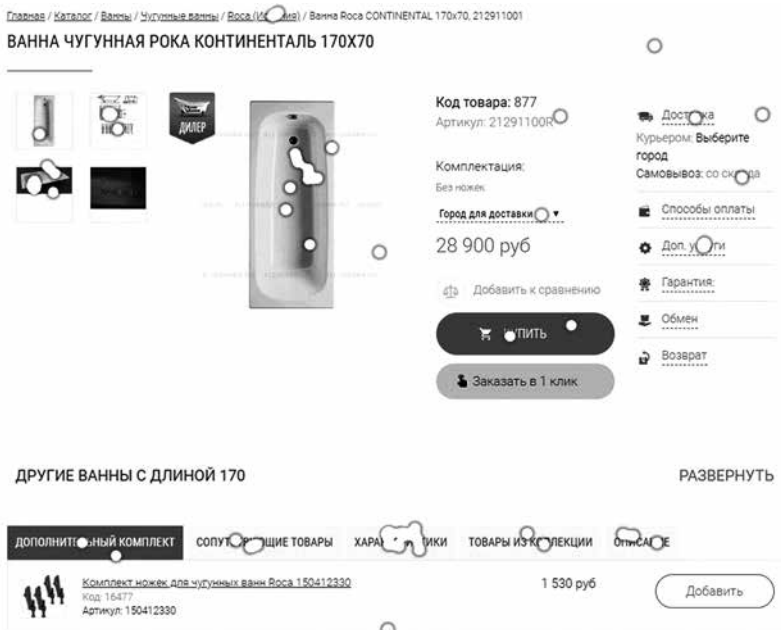 Главная / Каталог / Ванны / Чугунные ванны / Roca / Ванна Roca CONTINENTAL 170x70, 212911001
ВАННА ЧУГУННАЯ РОКА КОНТИНЕНТАЛЬ 170X70
ДИЛЕР
Код товара: 877
Артикул: 21291100R
Комплектация:
Без ножек
Город для доставки ▼
28 900 руб
Добавить к сравнению
Заказать в 1 клик
Курьером: Выберите
город
Самовывоз: со
Способы оплаты
Доп.
Гарантия:
Обмен
Возврат
ДРУГИЕ ВАННЫ С ДЛИНОЙ 170
РАЗВЕРНУТЬ
КОМПЛЕКТ
ТОВАРЫ
ТОВАРЫ ИЗ
Комплект ножек для чугунных ванн Roca 150412330
Код: 16477
Артикул: 150412330
1 530 руб
Добавить